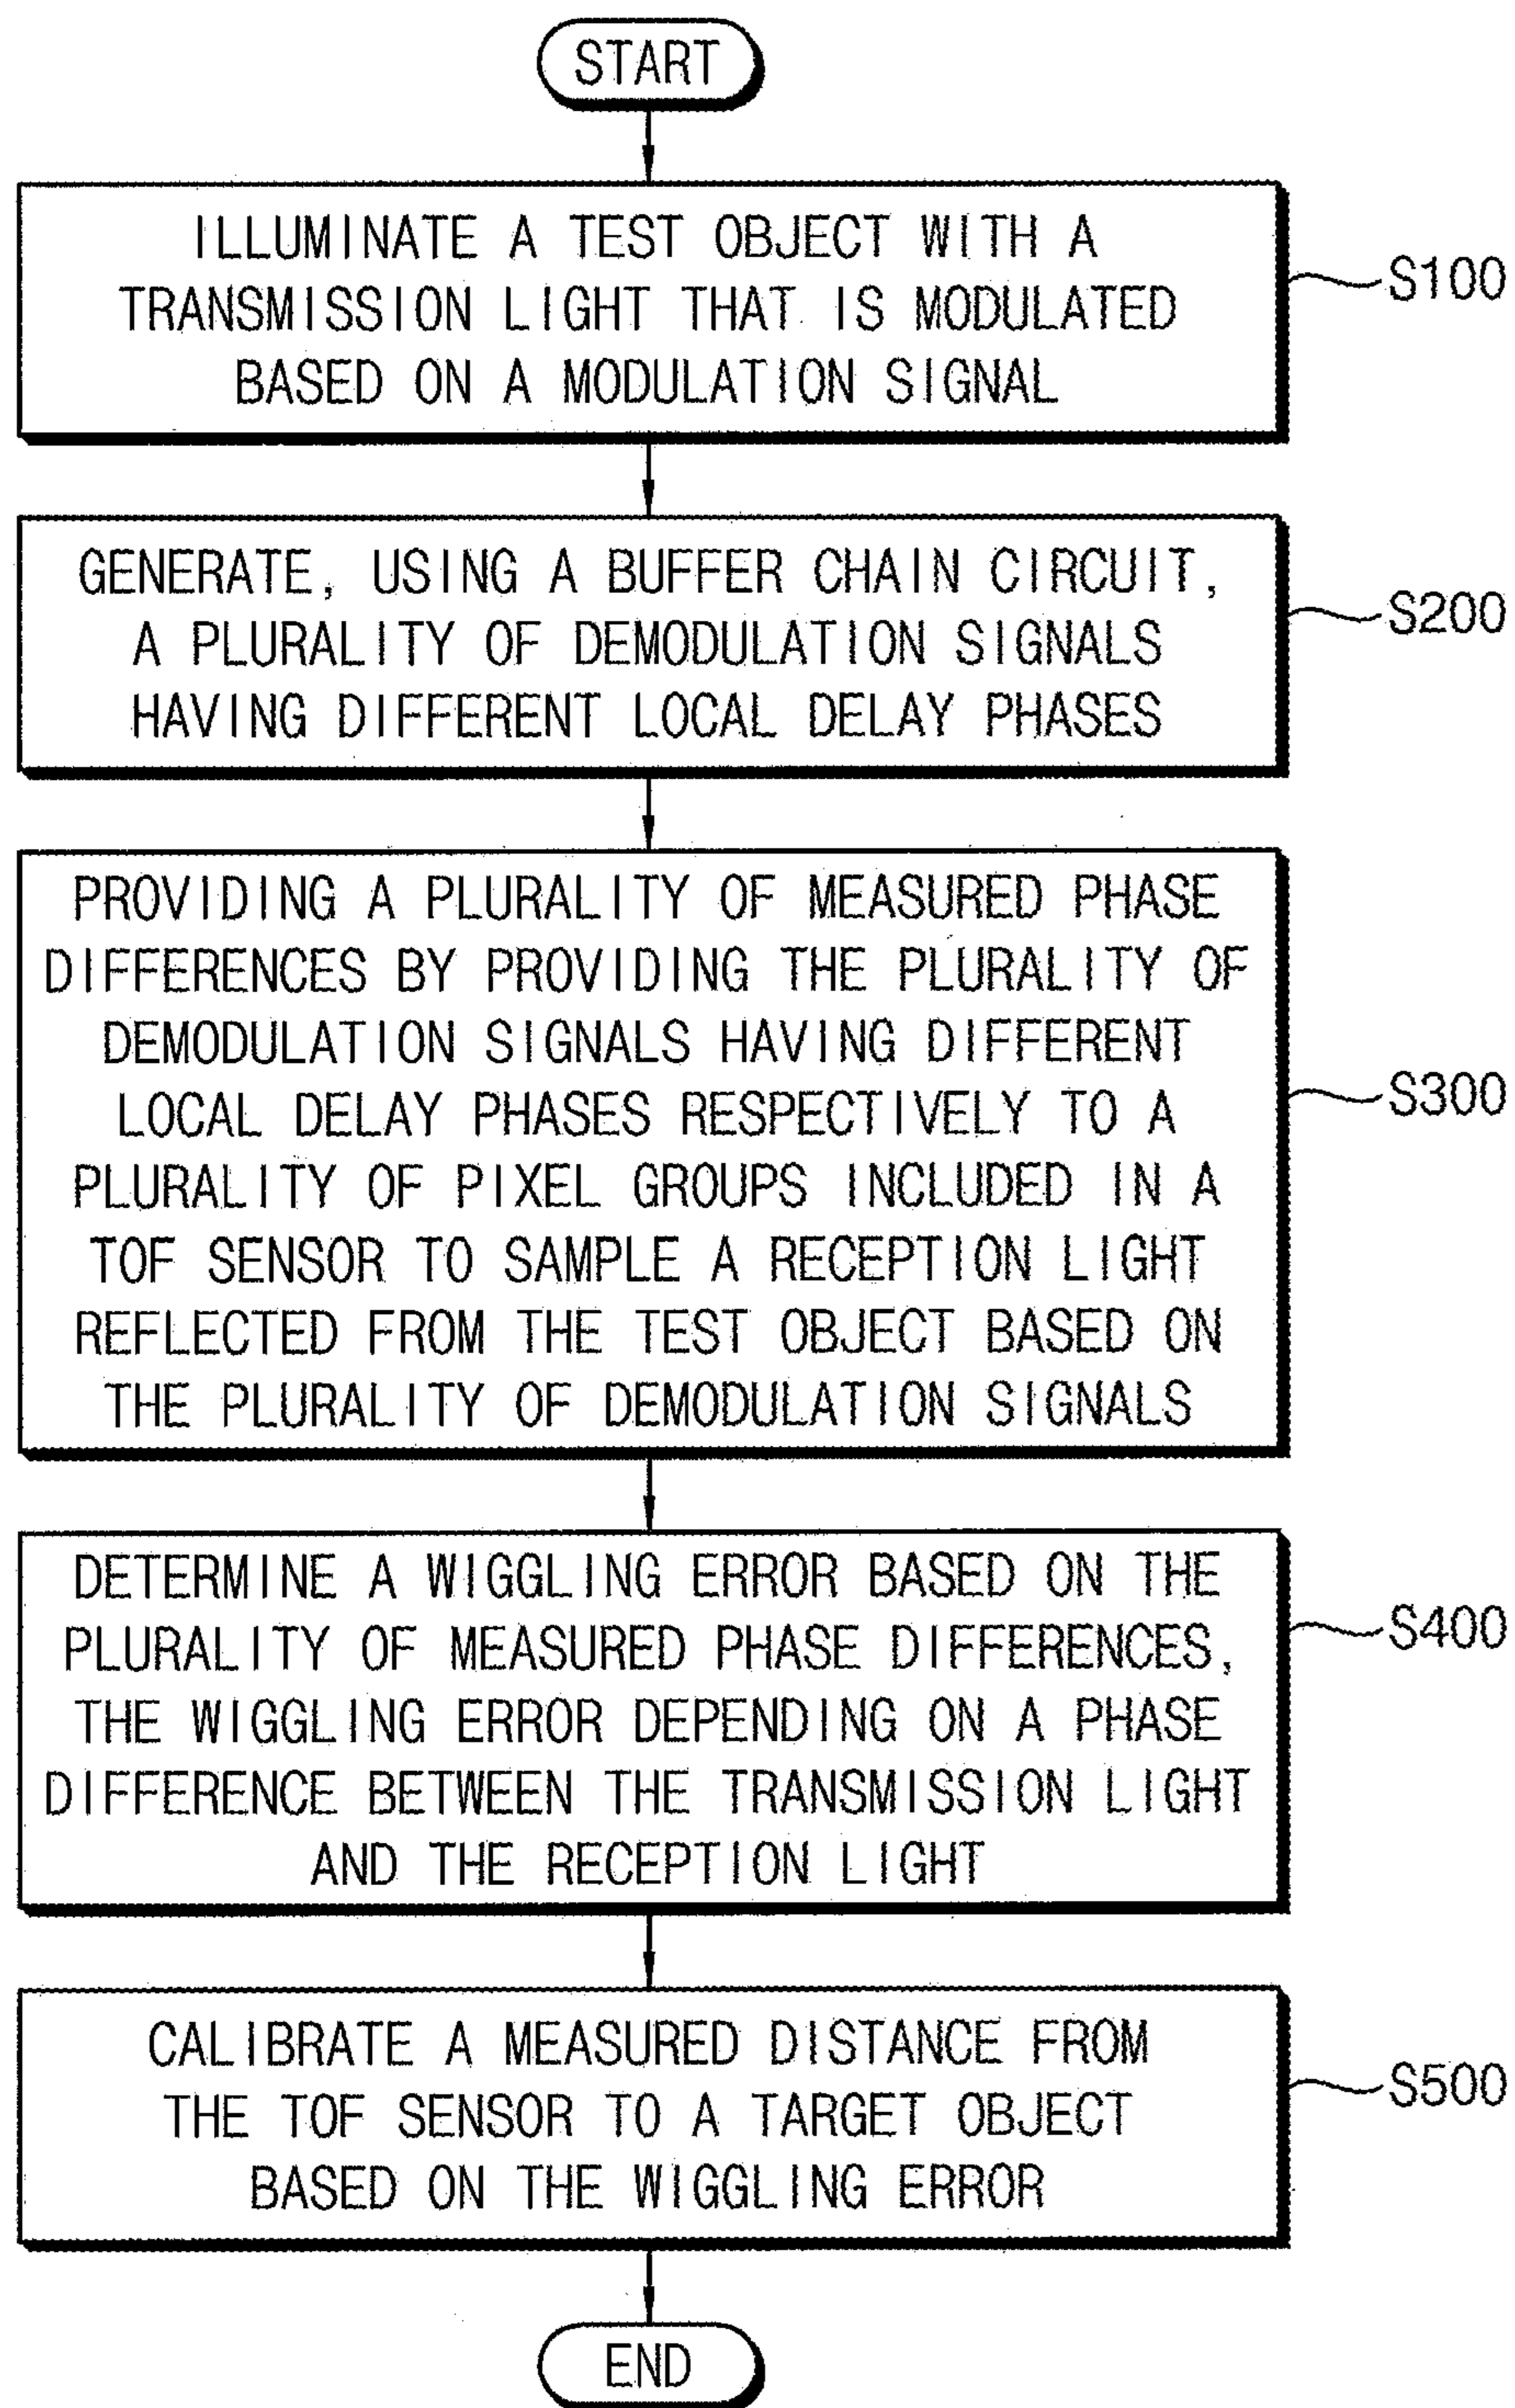 START
ILLUMINATE A TEST OBJECT WITH A
TRANSMISSION LIGHT THAT IS MODULATED
BASED ON A MODULATION SIGNAL
S100
GENERATE, USING A BUFFER CHAIN CIRCUIT,
A PLURALITY OF DEMODULATION SIGNALS
HAVING DIFFERENT LOCAL DELAY PHASES
S200
PROVIDING A PLURALITY OF MEASURED PHASE
DIFFERENCES BY PROVIDING THE PLURALITY OF
DEMODULATION SIGNALS HAVING DIFFERENT
LOCAL DELAY PHASES RESPECTIVELY TO A
PLURALITY OF PIXEL GROUPS INCLUDED IN A
TOF SENSOR TO SAMPLE A RECEPTION LIGHT
REFLECTED FROM THE TEST OBJECT BASED ON
THE PLURALITY OF DEMODULATION SIGNALS
S300
DETERMINE A WIGGLING ERROR BASED ON THE
PLURALITY OF MEASURED PHASE DIFFERENCES,
THE WIGGLING ERROR DEPENDING ON A PHASE
DIFFERENCE BETWEEN THE TRANSMISSION LIGHT
AND THE RECEPTION LIGHT
S400
CALIBRATE A MEASURED DISTANCE FROM
THE TOF SENSOR TO A TARGET OBJECT
BASED ON THE WIGGLING ERROR
S500
END